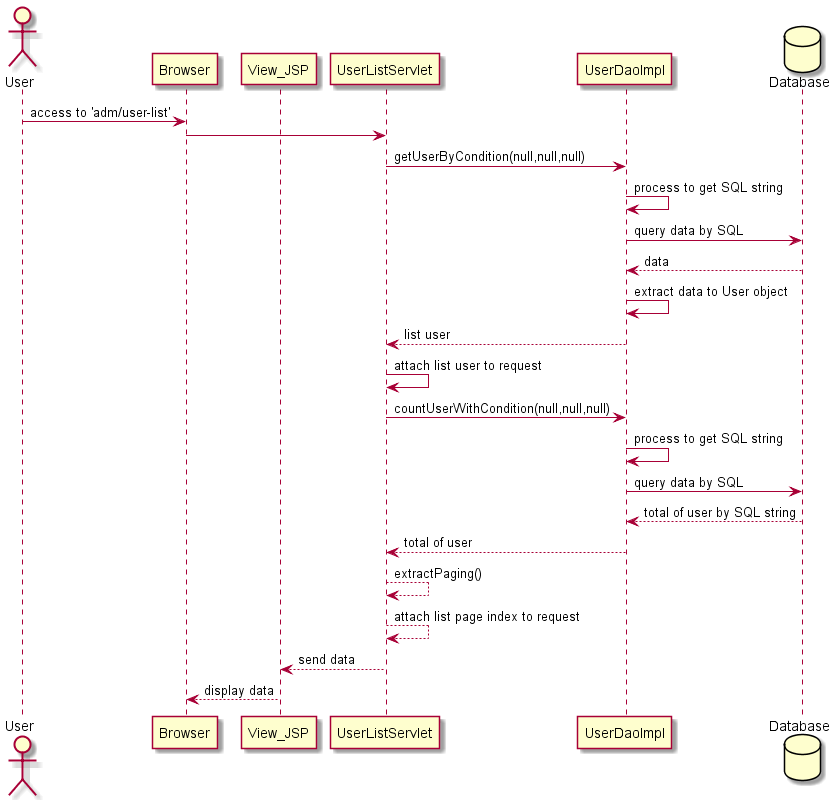 User
Browser
View_JSP
UserListServlet
UserDaoImpl
Database
access to 'adm/user-list'
getUserByCondition(null,null,null)
process to get SQL string
query data by SQL
data
extract data to User object
list user
attach list user to request
countUserWithCondition(null,null,null)
process to get SQL string
query data by SQL
total of user by SQL string
total of user
extractPaging()
attach list page index to request
send data
display data
User
Browser
View_JSP
UserListServlet
UserDaoImpl
Database